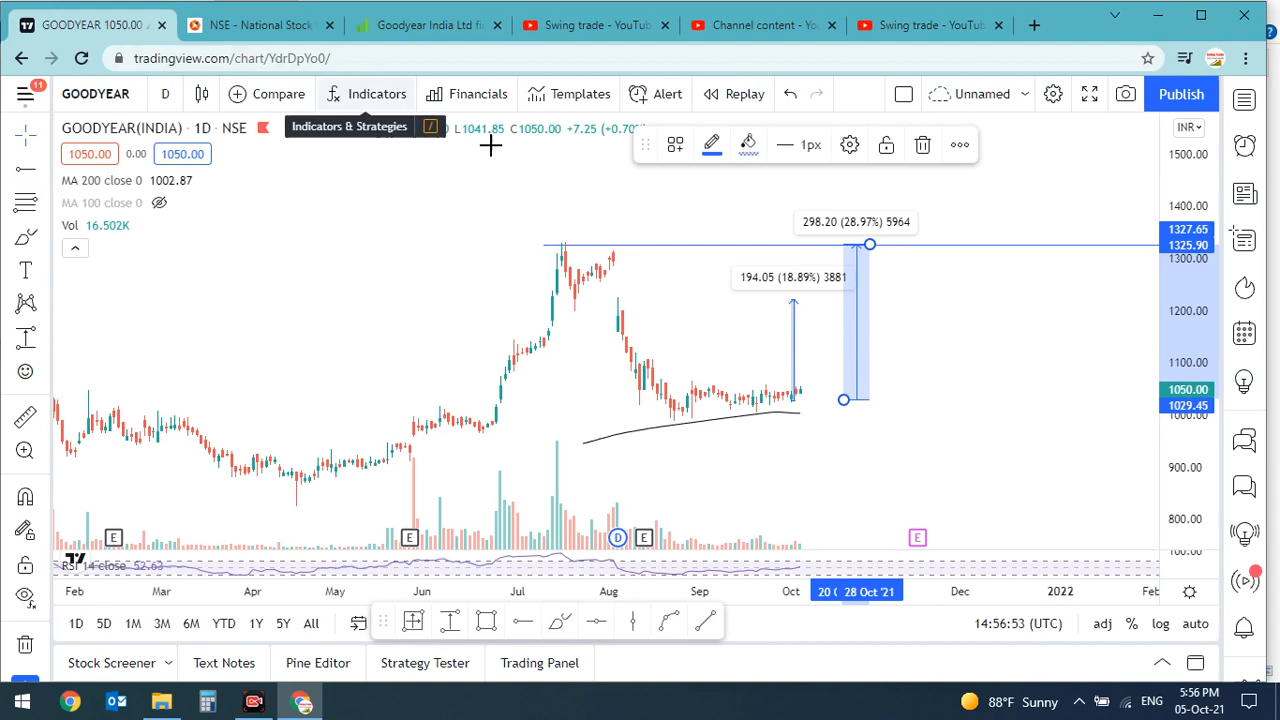 GOODYEAR 1050.00
NSE - National Stock
Goodyear India Ltd fi
Swing trade - YouTub
Channel content - Yo
Swing trade - YouTub
tradingview.com/chart/YdrDpYo0/
11
GOODYEAR
D
Compare
Indicators
Financials
Templates
Alert
Replay
Unnamed
Publish
GOODYEAR(INDIA) · 1D · NSE
L1041.85 C1050.00 +7.25 (+0.70%)
Indicators & Strategies /
INR
1050.00 0.00 1050.00
1px
MA 200 close 0 1002.87
MA 100 close 0
Vol 16.502K
298.20 (28.97%) 5964
194.05 (18.89%) 3881
1500.00
1400.00
1327.65
1325.90
1300.00
1200.00
1100.00
1050.00
1029.45
1000.00
900.00
800.00
E
E
D
E
E
RSI 14 close 52.63
100.00
Feb
Mar
Apr
May
Jun
Jul
Aug
Sep
Oct
28 Oct '21
Dec
2022
Feb
1D 5D 1M 3M 6M YTD 1Y 5Y All
14:56:53 (UTC)
adj % log auto
Stock Screener
Text Notes
Pine Editor
Strategy Tester
Trading Panel
88°F Sunny
ENG
5:56 PM
05-Oct-21